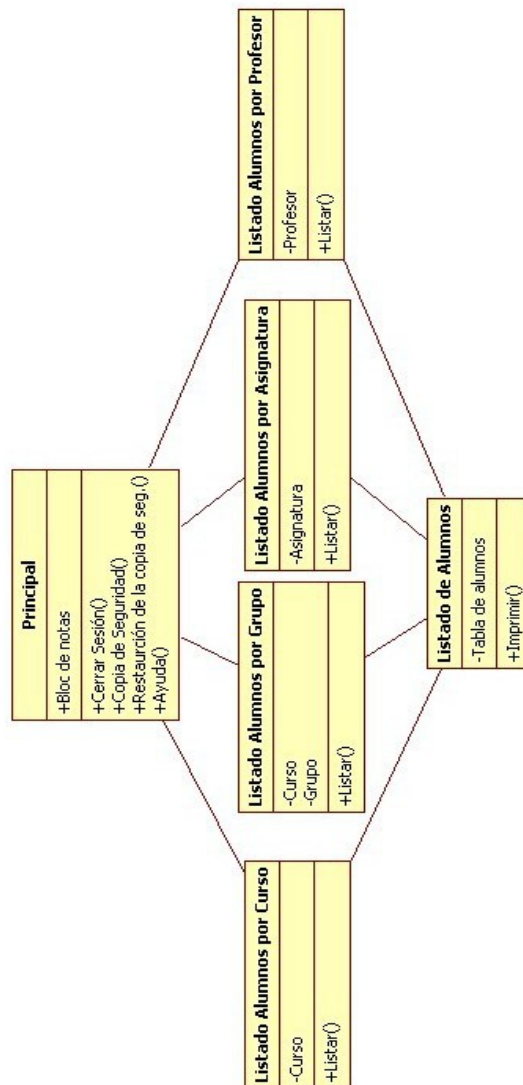 Principal
+Bloc de notas
+Cerrar Sesión()
+Copia de Seguridad()
+Restaurción de la copia de seg.()
+Ayuda()
Listado Alumnos por Curso
-Curso
+Listar()
Listado Alumnos por Grupo
-Curso
-Grupo
+Listar()
Listado Alumnos por Asignatura
-Asignatura
+Listar()
Listado Alumnos por Profesor
-Profesor
+Listar()
Listado de Alumnos
-Tabla de alumnos
+Imprimir()